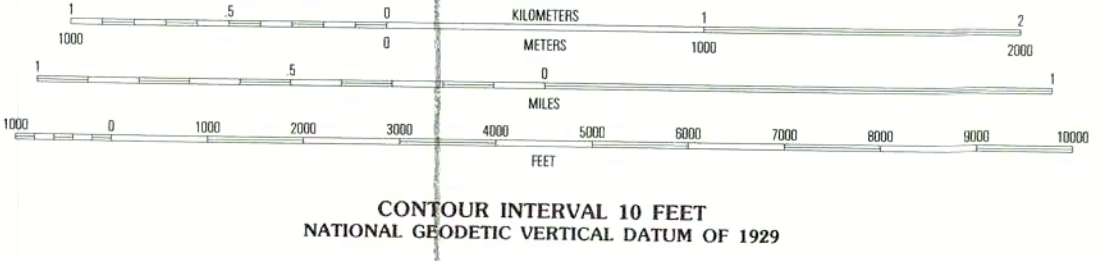 1 .5 0 KILOMETERS 1 2
1000 0 METERS 1000 2000
1 .5 0 1
MILES
1000 0 1000 2000 3000 4000 5000 6000 7000 8000 9000 10000
FEET
CONTOUR INTERVAL 10 FEET
NATIONAL GEODETIC VERTICAL DATUM OF 1929